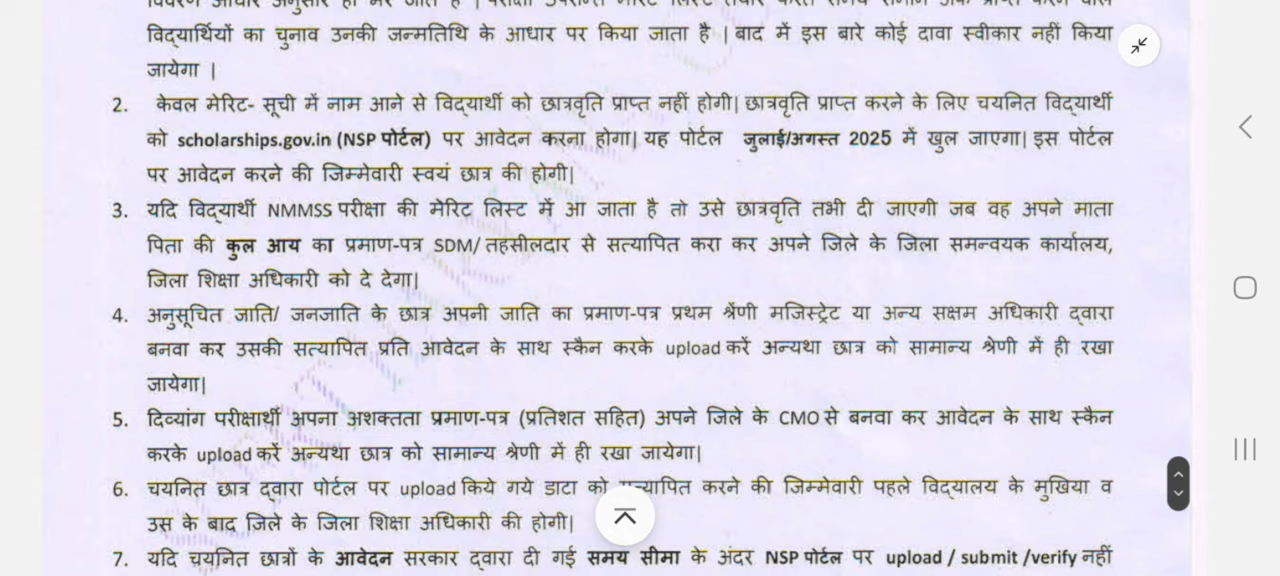 विद्यार्थियों का चुनाव उनकी जन्मतिथि के आधार पर किया जाता है | बाद में इस बारे कोई दावा स्वीकार नहीं किया
जायेगा |
2. केवल मेरिट- सूची में नाम आने से विद्यार्थी को छात्रवृति प्राप्त नहीं होगी| छात्रवृति प्राप्त करने के लिए चयनित विद्यार्थी
को scholarships.gov.in (NSP पोर्टल) पर आवेदन करना होगा| यह पोर्टल जुलाई/अगस्त 2025 में खुल जाएगा| इस पोर्टल
पर आवेदन करने की जिम्मेवारी स्वयं छात्र की होगी|
3. यदि विद्यार्थी NMMSS परीक्षा की मेरिट लिस्ट में आ जाता है तो उसे छात्रवृति तभी दी जाएगी जब वह अपने माता
पिता की कुल आय का प्रमाण-पत्र SDM/ तहसीलदार से सत्यापित करा कर अपने जिले के जिला समन्वयक कार्यालय,
जिला शिक्षा अधिकारी को दे देगा|
4. अनुसूचित जाति/ जनजाति के छात्र अपनी जाति का प्रमाण-पत्र प्रथम श्रेंणी मजिस्ट्रेट या अन्य सक्षम अधिकारी द्वारा
बनवा कर उसकी सत्यापित प्रति आवेदन के साथ स्कैन करके upload करें अन्यथा छात्र को सामान्य श्रेणी में ही रखा
जायेगा|
5. दिव्यांग परीक्षार्थी अपना अशक्तता प्रमाण-पत्र (प्रतिशत सहित) अपने जिले के CMO से बनवा कर आवेदन के साथ स्कैन
करके upload करें अन्यथा छात्र को सामान्य श्रेणी में ही रखा जायेगा|
6. चयनित छात्र द्वारा पोर्टल पर upload किये गये डाटा को सत्यापित करने की जिम्मेवारी पहले विद्यालय के मुखिया व
उस के बाद जिले के जिला शिक्षा अधिकारी की होगी|
7. यदि चयनित छात्रों के आवेदन सरकार द्वारा दी गई समय सीमा के अंदर NSP पोर्टल पर upload / submit /verify नहीं